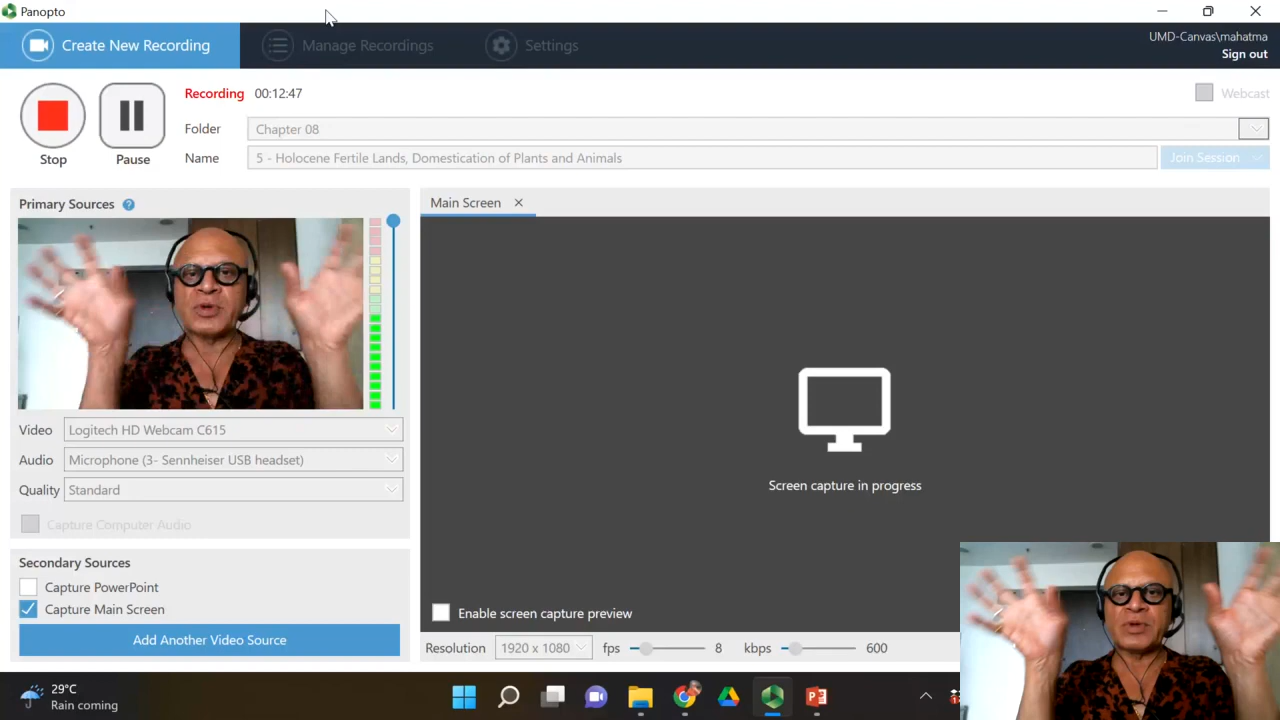 Panopto
Create New Recording
Manage Recordings
Settings
UMD-Canvas\mahatma
Sign out
Recording 00:12:47
Webcast
Folder Chapter 08
Stop Pause Name 5 - Holocene Fertile Lands, Domestication of Plants and Animals Join Session
Primary Sources ?
Main Screen
Video Logitech HD Webcam C615
Audio Microphone (3- Sennheiser USB headset)
Quality Standard
Capture Computer Audio
Screen capture in progress
Secondary Sources
Capture PowerPoint
Capture Main Screen
Add Another Video Source
Enable screen capture preview
Resolution 1920 x 1080 fps 8 kbps 600
29°C
Rain coming